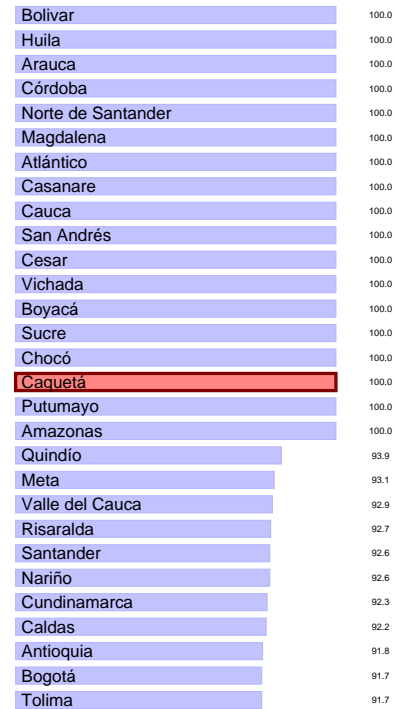 Bolivar 100.0
Huila 100.0
Arauca 100.0
Córdoba 100.0
Norte de Santander 100.0
Magdalena 100.0
Atlántico 100.0
Casanare 100.0
Cauca 100.0
San Andrés 100.0
Cesar 100.0
Vichada 100.0
Boyacá 100.0
Sucre 100.0
Chocó 100.0
Caquetá 100.0
Putumayo 100.0
Amazonas 100.0
Quindío 93.9
Meta 93.1
Valle del Cauca 92.9
Risaralda 92.7
Santander 92.6
Nariño 92.6
Cundinamarca 92.3
Caldas 92.2
Antioquia 91.8
Bogotá 91.7
Tolima 91.7